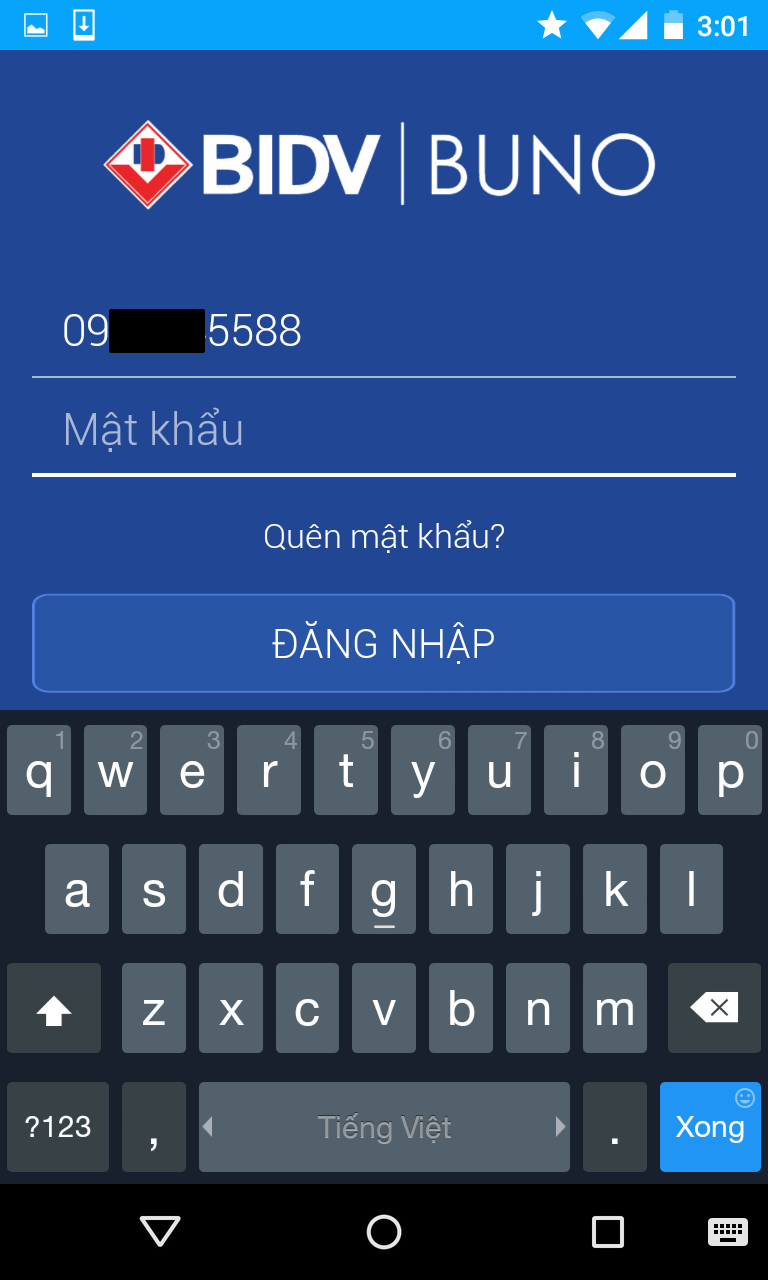 3:01
BIDV | BUNO
09 5588
Mật khẩu
Quên mật khẩu?
ĐĂNG NHẬP
q 1 w 2 e 3 r 4 t 5 y 6 u 7 i 8 o 9 p 0
a s d f g h j k l
z x c v b n m
?123 , Tiếng Việt . Xong